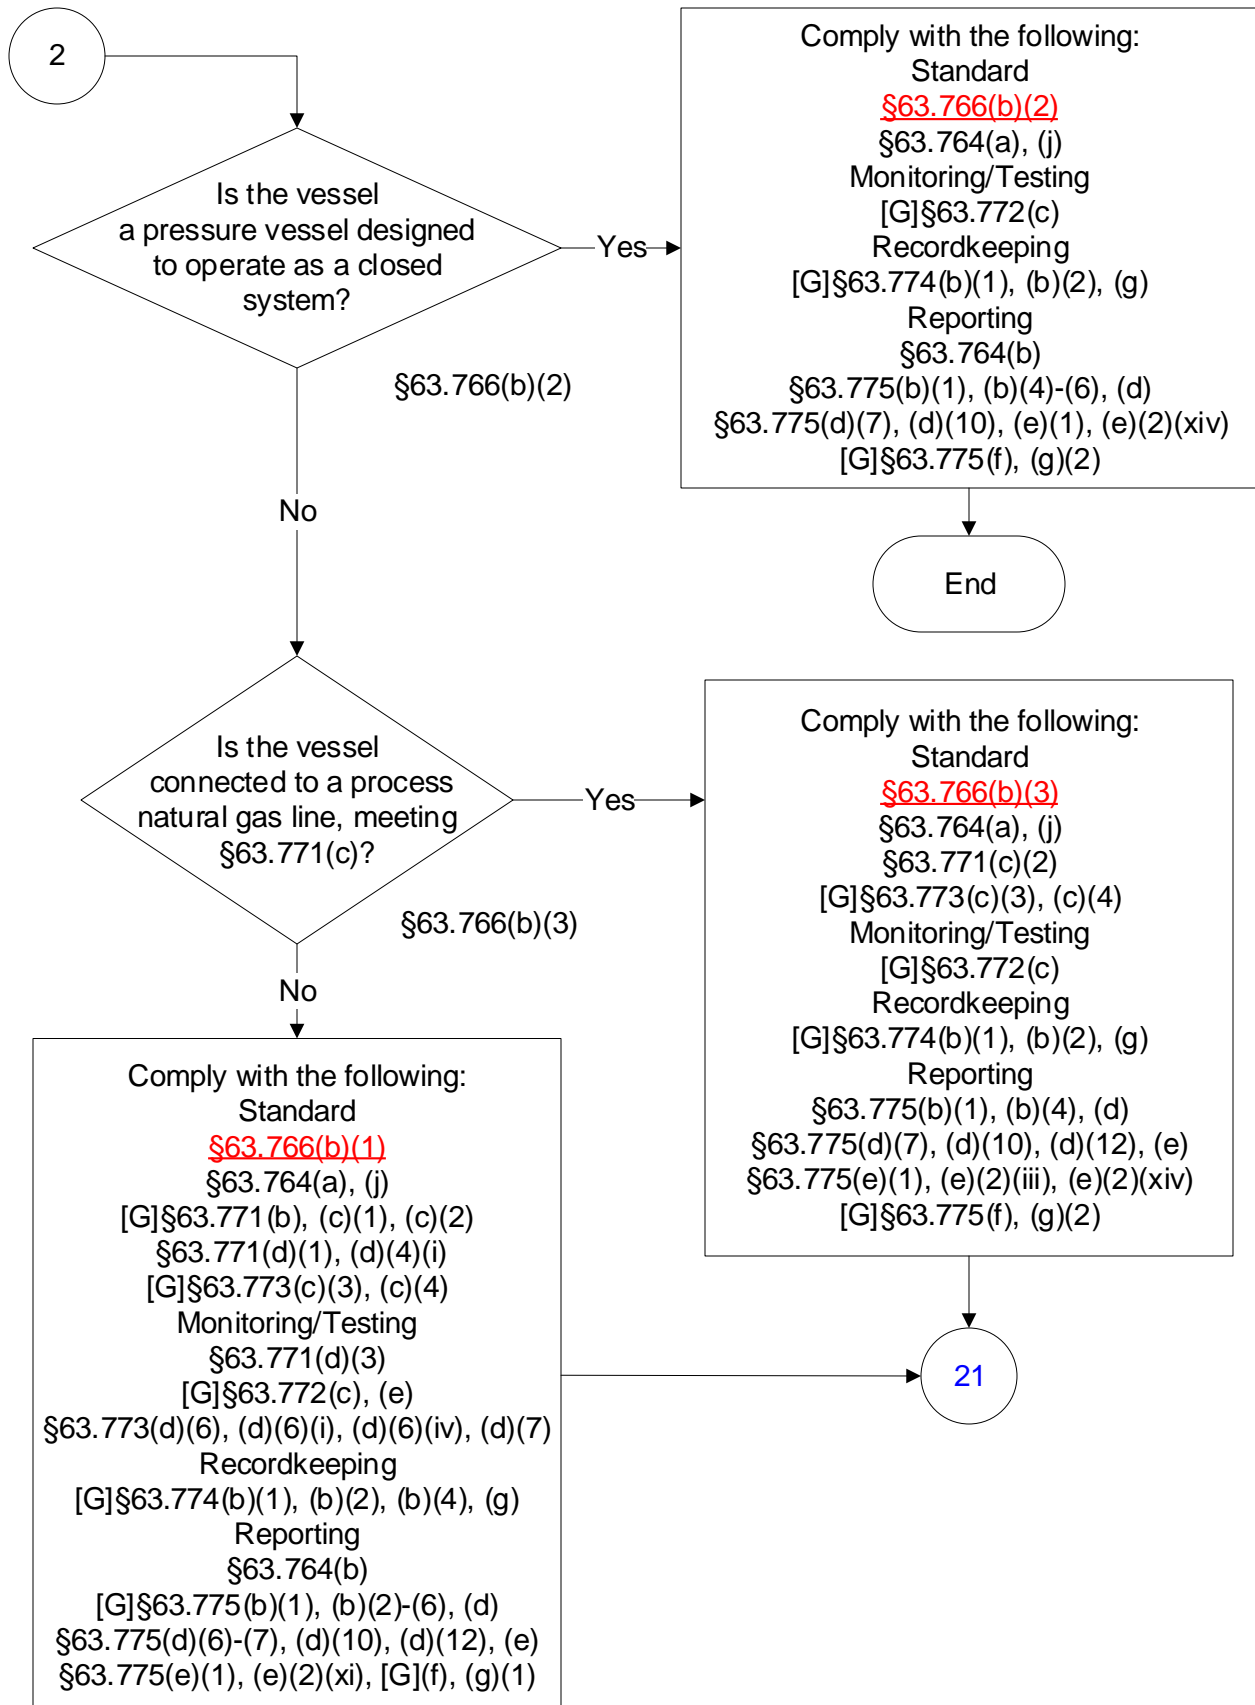 2
Is the vessel
a pressure vessel designed
to operate as a closed
system?
Yes
§63.766(b)(2)
No
Comply with the following:
Standard
§63.766(b)(2)
§63.764(a), (j)
Monitoring/Testing
[G]§63.772(c)
Recordkeeping
[G]§63.774(b)(1), (b)(2), (g)
Reporting
§63.764(b)
§63.775(b)(1), (b)(4)-(6), (d)
§63.775(d)(7), (d)(10), (e)(1), (e)(2)(xiv)
[G]§63.775(f), (g)(2)
End
Is the vessel
connected to a process
natural gas line, meeting
§63.771(c)?
Yes
§63.766(b)(3)
No
Comply with the following:
Standard
§63.766(b)(3)
§63.764(a), (j)
§63.771(c)(2)
[G]§63.773(c)(3), (c)(4)
Monitoring/Testing
[G]§63.772(c)
Recordkeeping
[G]§63.774(b)(1), (b)(2), (g)
Reporting
§63.775(b)(1), (b)(4), (d)
§63.775(d)(7), (d)(10), (d)(12), (e)
§63.775(e)(1), (e)(2)(iii), (e)(2)(xiv)
[G]§63.775(f), (g)(2)
Comply with the following:
Standard
§63.766(b)(1)
§63.764(a), (j)
[G]§63.771(b), (c)(1), (c)(2)
§63.771(d)(1), (d)(4)(i)
[G]§63.773(c)(3), (c)(4)
Monitoring/Testing
§63.771(d)(3)
[G]§63.772(c), (e)
§63.773(d)(6), (d)(6)(i), (d)(6)(iv), (d)(7)
Recordkeeping
[G]§63.774(b)(1), (b)(2), (b)(4), (g)
Reporting
§63.764(b)
[G]§63.775(b)(1), (b)(2)-(6), (d)
§63.775(d)(6)-(7), (d)(10), (d)(12), (e)
§63.775(e)(1), (e)(2)(xi), [G](f), (g)(1)
21